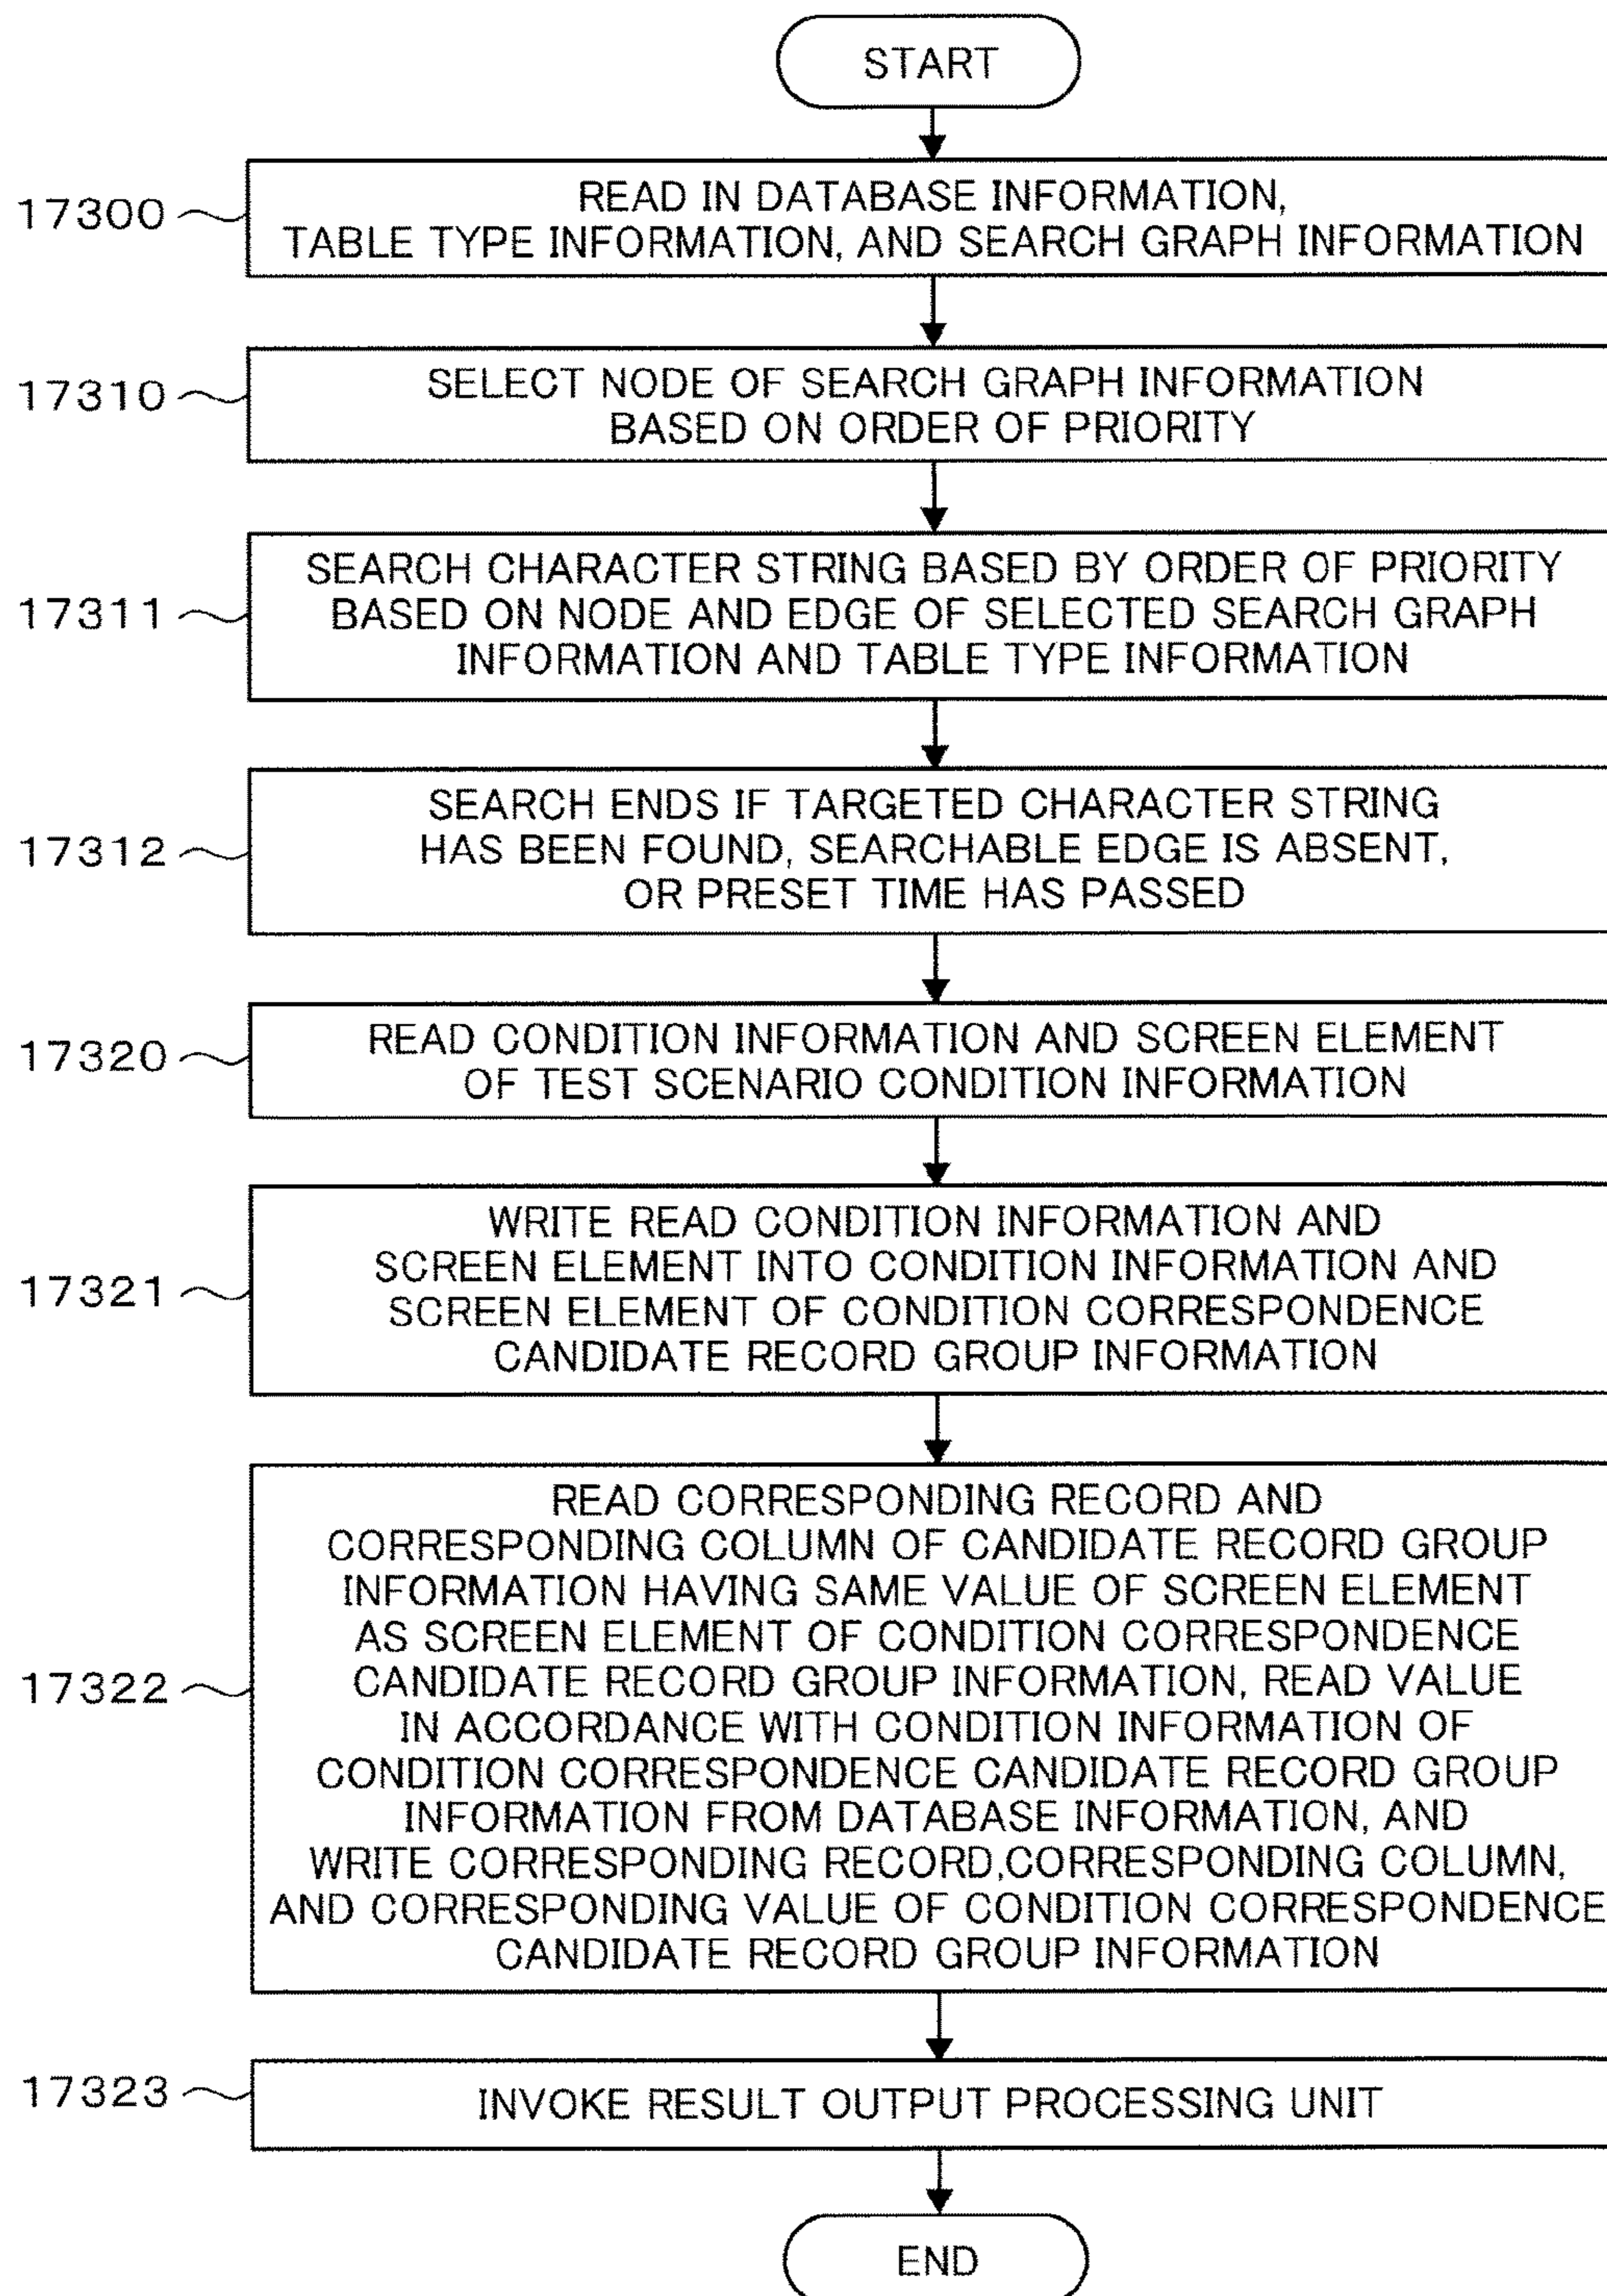 START
17300
READ IN DATABASE INFORMATION,
TABLE TYPE INFORMATION, AND SEARCH GRAPH INFORMATION
17310
SELECT NODE OF SEARCH GRAPH INFORMATION
BASED ON ORDER OF PRIORITY
17311
SEARCH CHARACTER STRING BASED BY ORDER OF PRIORITY
BASED ON NODE AND EDGE OF SELECTED SEARCH GRAPH
INFORMATION AND TABLE TYPE INFORMATION
17312
SEARCH ENDS IF TARGETED CHARACTER STRING
HAS BEEN FOUND, SEARCHABLE EDGE IS ABSENT,
OR PRESET TIME HAS PASSED
17320
READ CONDITION INFORMATION AND SCREEN ELEMENT
OF TEST SCENARIO CONDITION INFORMATION
17321
WRITE READ CONDITION INFORMATION AND
SCREEN ELEMENT INTO CONDITION INFORMATION AND
SCREEN ELEMENT OF CONDITION CORRESPONDENCE
CANDIDATE RECORD GROUP INFORMATION
17322
READ CORRESPONDING RECORD AND
CORRESPONDING COLUMN OF CANDIDATE RECORD GROUP
INFORMATION HAVING SAME VALUE OF SCREEN ELEMENT
AS SCREEN ELEMENT OF CONDITION CORRESPONDENCE
CANDIDATE RECORD GROUP INFORMATION, READ VALUE
IN ACCORDANCE WITH CONDITION INFORMATION OF
CONDITION CORRESPONDENCE CANDIDATE RECORD GROUP
INFORMATION FROM DATABASE INFORMATION, AND
WRITE CORRESPONDING RECORD,CORRESPONDING COLUMN,
AND CORRESPONDING VALUE OF CONDITION CORRESPONDENCE
CANDIDATE RECORD GROUP INFORMATION
17323
INVOKE RESULT OUTPUT PROCESSING UNIT
END